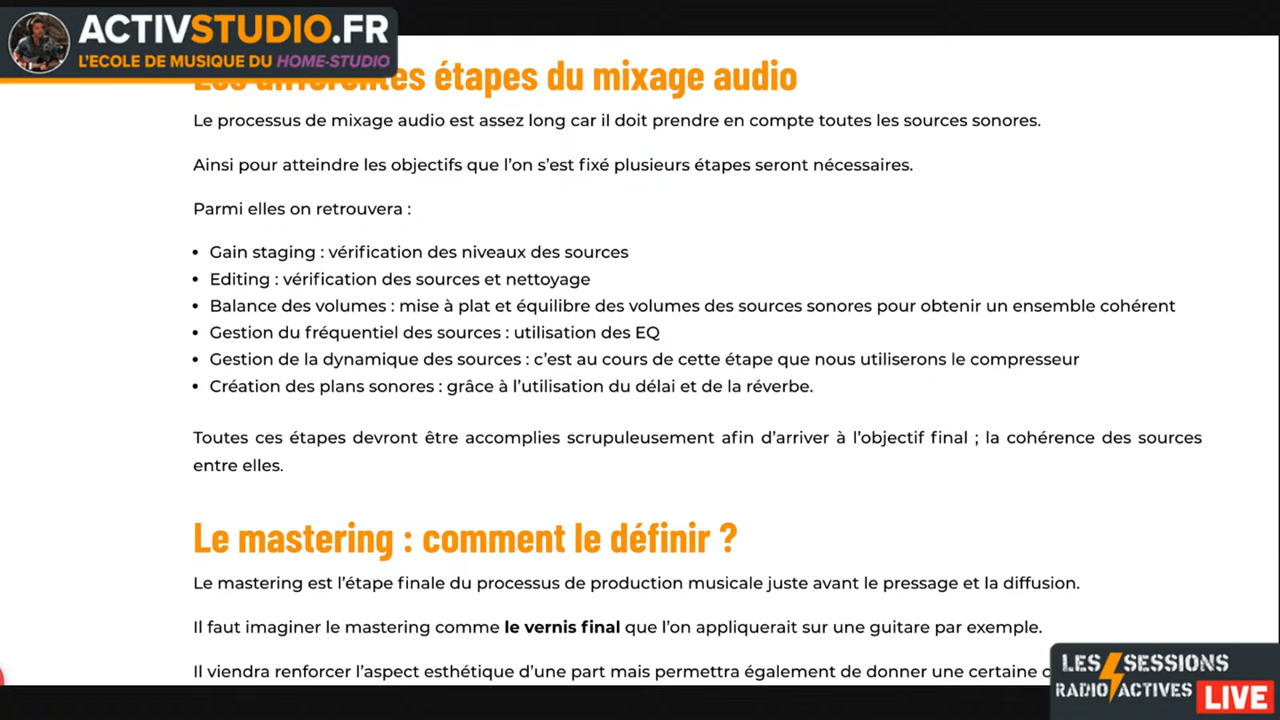 ACTIVSTUDIO.FR
L'ECOLE DE MUSIQUE DU HOME-STUDIO
étapes du mixage audio
Le processus de mixage audio est assez long car il doit prendre en compte toutes les sources sonores.
Ainsi pour atteindre les objectifs que l'on s'est fixé plusieurs étapes seront nécessaires.
Parmi elles on retrouvera :
• Gain staging : vérification des niveaux des sources
• Editing : vérification des sources et nettoyage
• Balance des volumes : mise à plat et équilibre des volumes des sources sonores pour obtenir un ensemble cohérent
• Gestion du fréquentiel des sources : utilisation des EQ
• Gestion de la dynamique des sources : c'est au cours de cette étape que nous utiliserons le compresseur
• Création des plans sonores : grâce à l'utilisation du délai et de la réverbe.
Toutes ces étapes devront être accomplies scrupuleusement afin d'arriver à l'objectif final ; la cohérence des sources
entre elles.
Le mastering : comment le définir ?
Le mastering est l'étape finale du processus de production musicale juste avant le pressage et la diffusion.
Il faut imaginer le mastering comme le vernis final que l'on appliquerait sur une guitare par exemple.
Il viendra renforcer l'aspect esthétique d'une part mais permettra également de donner une certaine
LES SESSIONS
RADIO ACTIVES LIVE